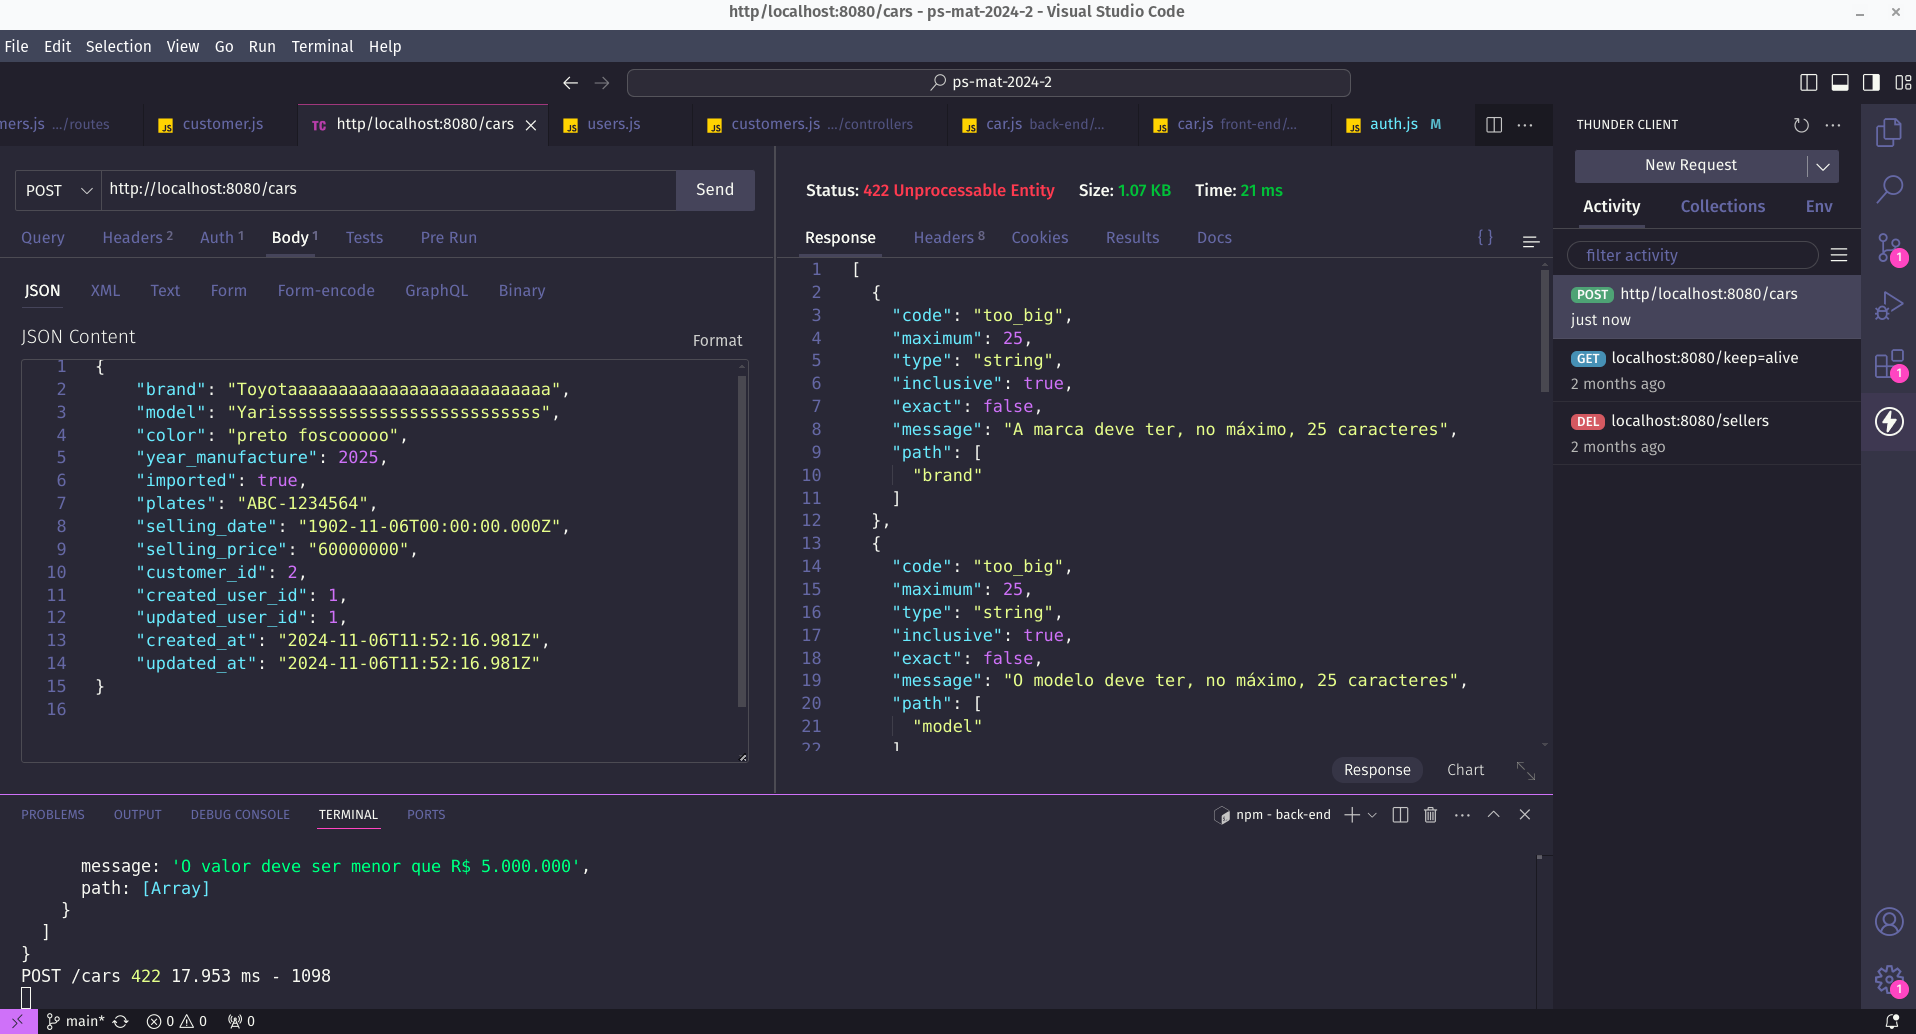 http/localhost:8080/cars - ps-mat-2024-2 - Visual Studio Code
File Edit Selection View Go Run Terminal Help
ps-mat-2024-2
mers.js .../routes
customer.js
TC http/localhost:8080/cars
JS users.js
JS customers.js .../controllers
JS car.js back-end/...
JS car.js front-end/...
JS auth.js M
POST
http://localhost:8080/cars
Send
Query Headers 2 Auth 1 Body 1 Tests Pre Run
JSON XML Text Form Form-encode GraphQL Binary
JSON Content
Format
1 {
2 "brand": "Toyotaaaaaaaaaaaaaaaaaaaaaaaaaa",
3 "model": "Yarisssssssssssssssssssssssssss",
4 "color": "preto foscooooo",
5 "year_manufacture": 2025,
6 "imported": true,
7 "plates": "ABC-1234564",
8 "selling_date": "1902-11-06T00:00:00.000Z",
9 "selling_price": "60000000",
10 "customer_id": 2,
11 "created_user_id": 1,
12 "updated_user_id": 1,
13 "created_at": "2024-11-06T11:52:16.981Z",
14 "updated_at": "2024-11-06T11:52:16.981Z"
15 }
16
Status: 422 Unprocessable Entity Size: 1.07 KB Time: 21 ms
Response Headers 8 Cookies Results Docs
{ }
1 [
2 {
3 "code": "too_big",
4 "maximum": 25,
5 "type": "string",
6 "inclusive": true,
7 "exact": false,
8 "message": "A marca deve ter, no máximo, 25 caracteres",
9 "path": [
10 "brand"
11 ]
12 },
13 {
14 "code": "too_big",
15 "maximum": 25,
16 "type": "string",
17 "inclusive": true,
18 "exact": false,
19 "message": "O modelo deve ter, no máximo, 25 caracteres",
20 "path": [
21 "model"
22 ]
Response Chart
THUNDER CLIENT
New Request
Activity Collections Env
filter activity
POST http/localhost:8080/cars
just now
GET localhost:8080/keep=alive
2 months ago
DEL localhost:8080/sellers
2 months ago
1
1
1
PROBLEMS OUTPUT DEBUG CONSOLE TERMINAL PORTS
npm - back-end
message: 'O valor deve ser menor que R$ 5.000.000',
path: [Array]
}
]
}
POST /cars 422 17.953 ms - 1098
main* 0 0 0